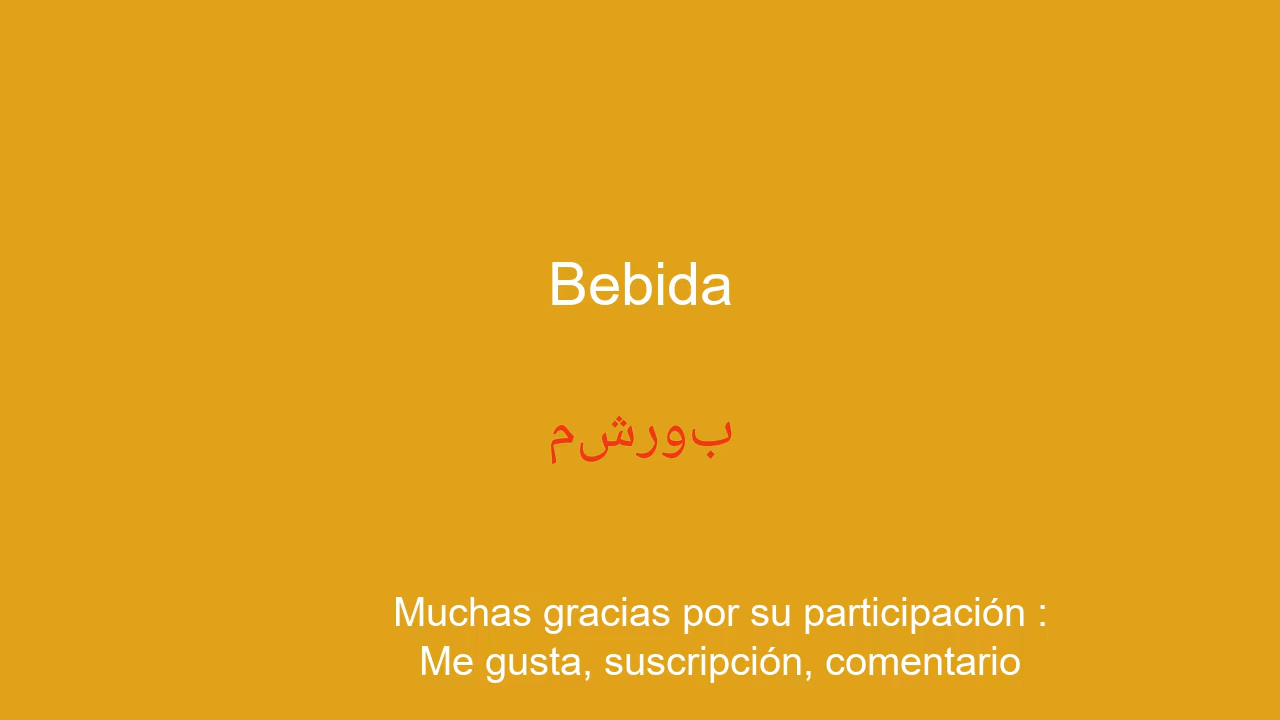 Bebida
مشروب
Muchas gracias por su participación :
Me gusta, suscripción, comentario